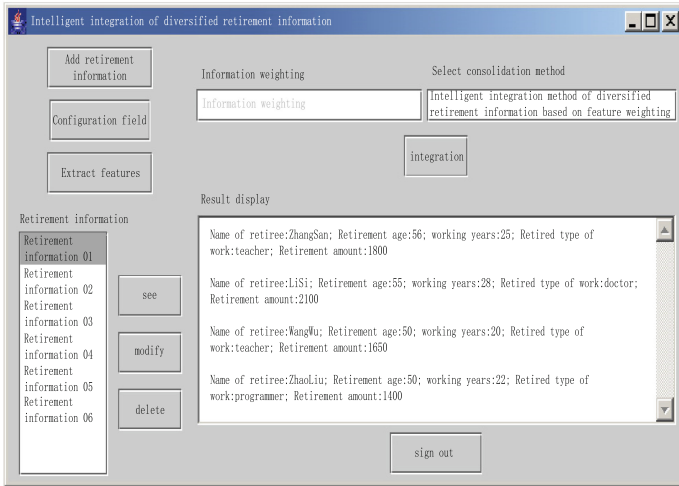 Intelligent integration of diversified retirement information
Add retirement
information
Configuration field
Extract features
Information weighting
Information weighting
Select consolidation method
Intelligent integration method of diversified
retirement information based on feature weighting
integration
Retirement information
Retirement
information 01
Retirement
information 02
Retirement
information 03
Retirement
information 04
Retirement
information 05
Retirement
information 06
see
modify
delete
Result display
Name of retiree:ZhangSan; Retirement age:56; working years:25; Retired type of
work:teacher; Retirement amount:1800
Name of retiree:LiSi; Retirement age:55; working years:28; Retired type of work:doctor;
Retirement amount:2100
Name of retiree:WangWu; Retirement age:50; working years:20; Retired type of
work:teacher; Retirement amount:1650
Name of retiree:ZhaoLiu; Retirement age:50; working years:22; Retired type of
work:programmer; Retirement amount:1400
sign out